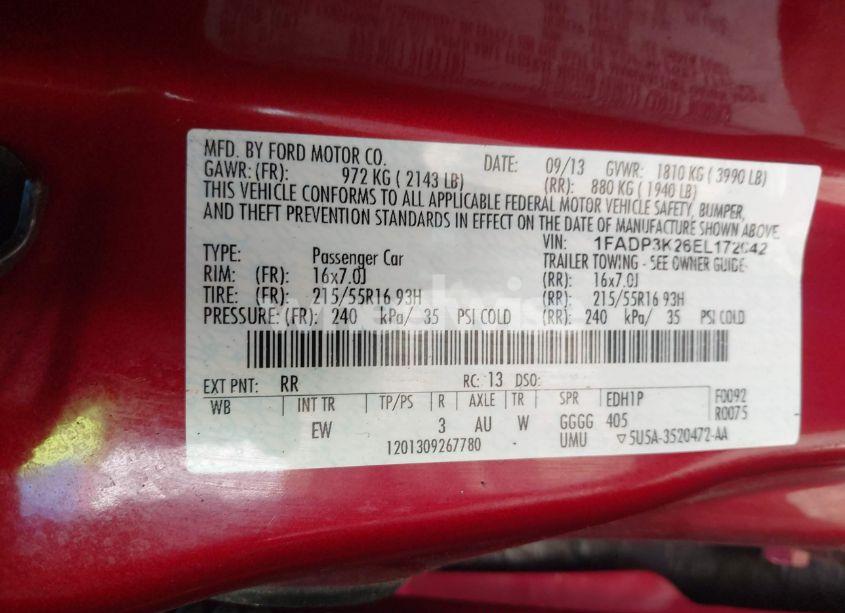 MFD. BY FORD MOTOR CO. DATE: 09/13 GVWR: 1810 KG ( 3990 LB)
GAWR: (FR): 972 KG ( 2143 LB) (RR): 880 KG ( 1940 LB)
THIS VEHICLE CONFORMS TO ALL APPLICABLE FEDERAL MOTOR VEHICLE SAFETY, BUMPER,
AND THEFT PREVENTION STANDARDS IN EFFECT ON THE DATE OF MANUFACTURE SHOWN ABOVE.
VIN:
TYPE: Passenger Car TRAILER TOWING - SEE OWNER GUIDE-
RIM: (FR): 16x7.0J (RR): 16x7.0J
TIRE: (FR): 215/55R16 93H (RR): 215/55R16 93H
PRESSURE: (FR): 240 kPa/ 35 PSI COLD (RR): 240 kPa/ 35 PSI COLD
EXT PNT: RR RC: 13 DSO:
WB INT TR TP/PS R AXLE TR SPR EDH1P F0092
EW 3 AU W GGGG 405 R0075
1201309267780 UMU ▽5U5A-3520472-AA